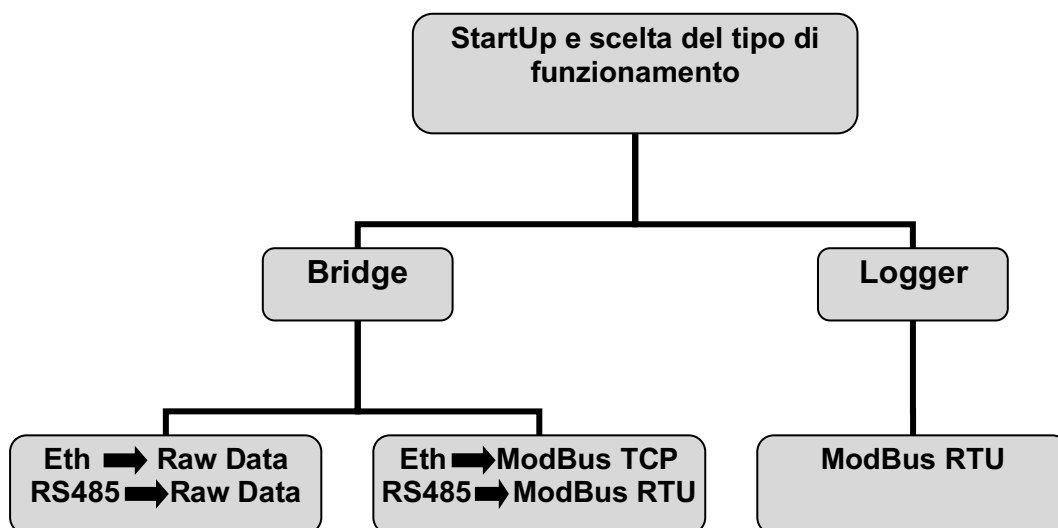 StartUp e scelta del tipo di
funzionamento
Bridge
Logger
Eth ➡ Raw Data
RS485 ➡ Raw Data
Eth ➡ ModBus TCP
RS485 ➡ ModBus RTU
ModBus RTU